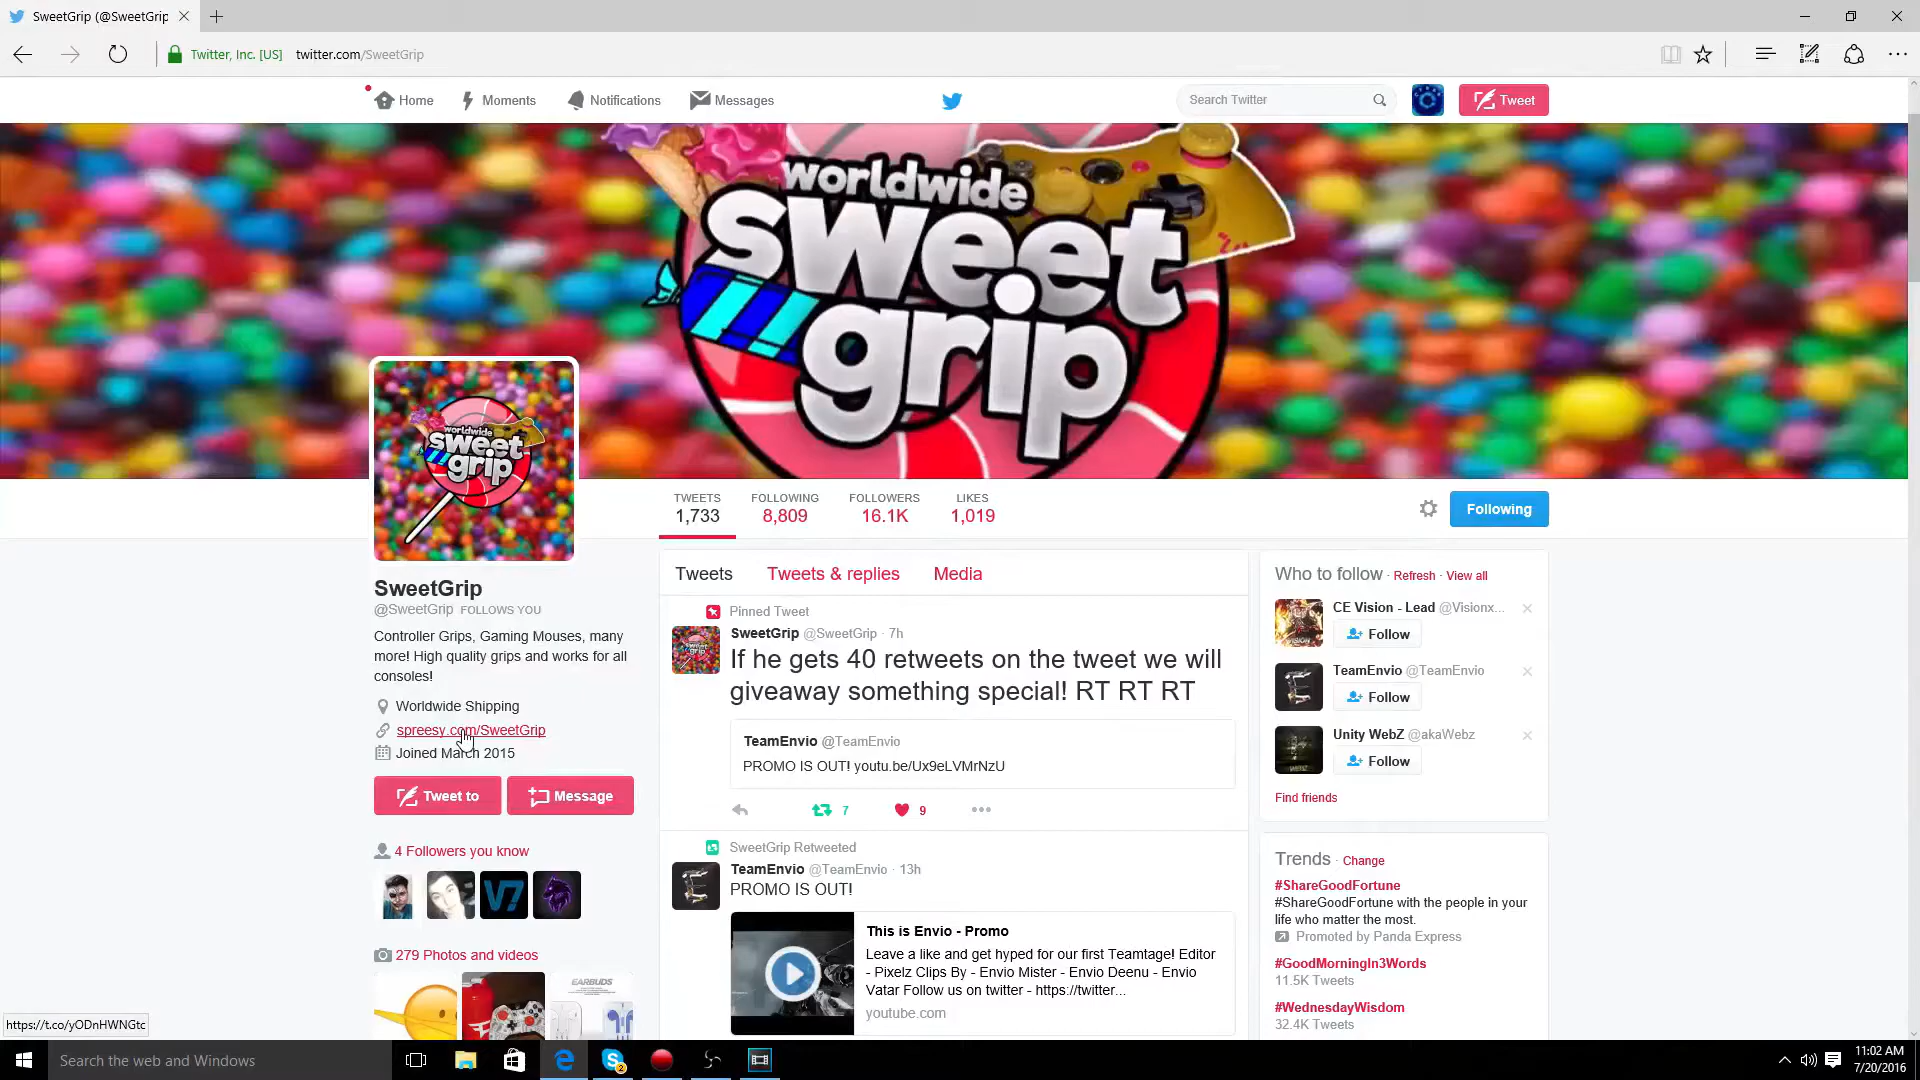 SweetGrip (@SweetGrip
Twitter, Inc. [US] twitter.com/SweetGrip
Home Moments Notifications Messages
Search Twitter
Tweet
worldwide
sweet
grip
worldwide
sweet
grip
TWEETS 1,733
FOLLOWING 8,809
FOLLOWERS 16.1K
LIKES 1,019
Following
SweetGrip
@SweetGrip FOLLOWS YOU
Controller Grips, Gaming Mouses, many
more! High quality grips and works for all
consoles!
Worldwide Shipping
spreesy.com/SweetGrip
Joined March 2015
Tweet to
Message
4 Followers you know
279 Photos and videos
EARBUDS
Tweets Tweets & replies Media
Pinned Tweet
SweetGrip @SweetGrip · 7h
If he gets 40 retweets on the tweet we will
giveaway something special! RT RT RT
TeamEnvio @TeamEnvio
PROMO IS OUT! youtu.be/Ux9eLVMrNzU
7 9
SweetGrip Retweeted
TeamEnvio @TeamEnvio · 13h
PROMO IS OUT!
This is Envio - Promo
Leave a like and get hyped for our first Teamtage! Editor
- Pixelz Clips By - Envio Mister - Envio Deenu - Envio
Vatar Follow us on twitter - https://twitter...
youtube.com
Who to follow · Refresh · View all
CE Vision - Lead @Visionx...
Follow
TeamEnvio @TeamEnvio
Follow
Unity WebZ @akaWebz
Follow
Find friends
Trends · Change
#ShareGoodFortune
#ShareGoodFortune with the people in your
life who matter the most.
Promoted by Panda Express
#GoodMorningIn3Words
11.5K Tweets
#WednesdayWisdom
32.4K Tweets
https://t.co/yODnHWNGtc
Search the web and Windows
2
11:02 AM
7/20/2016